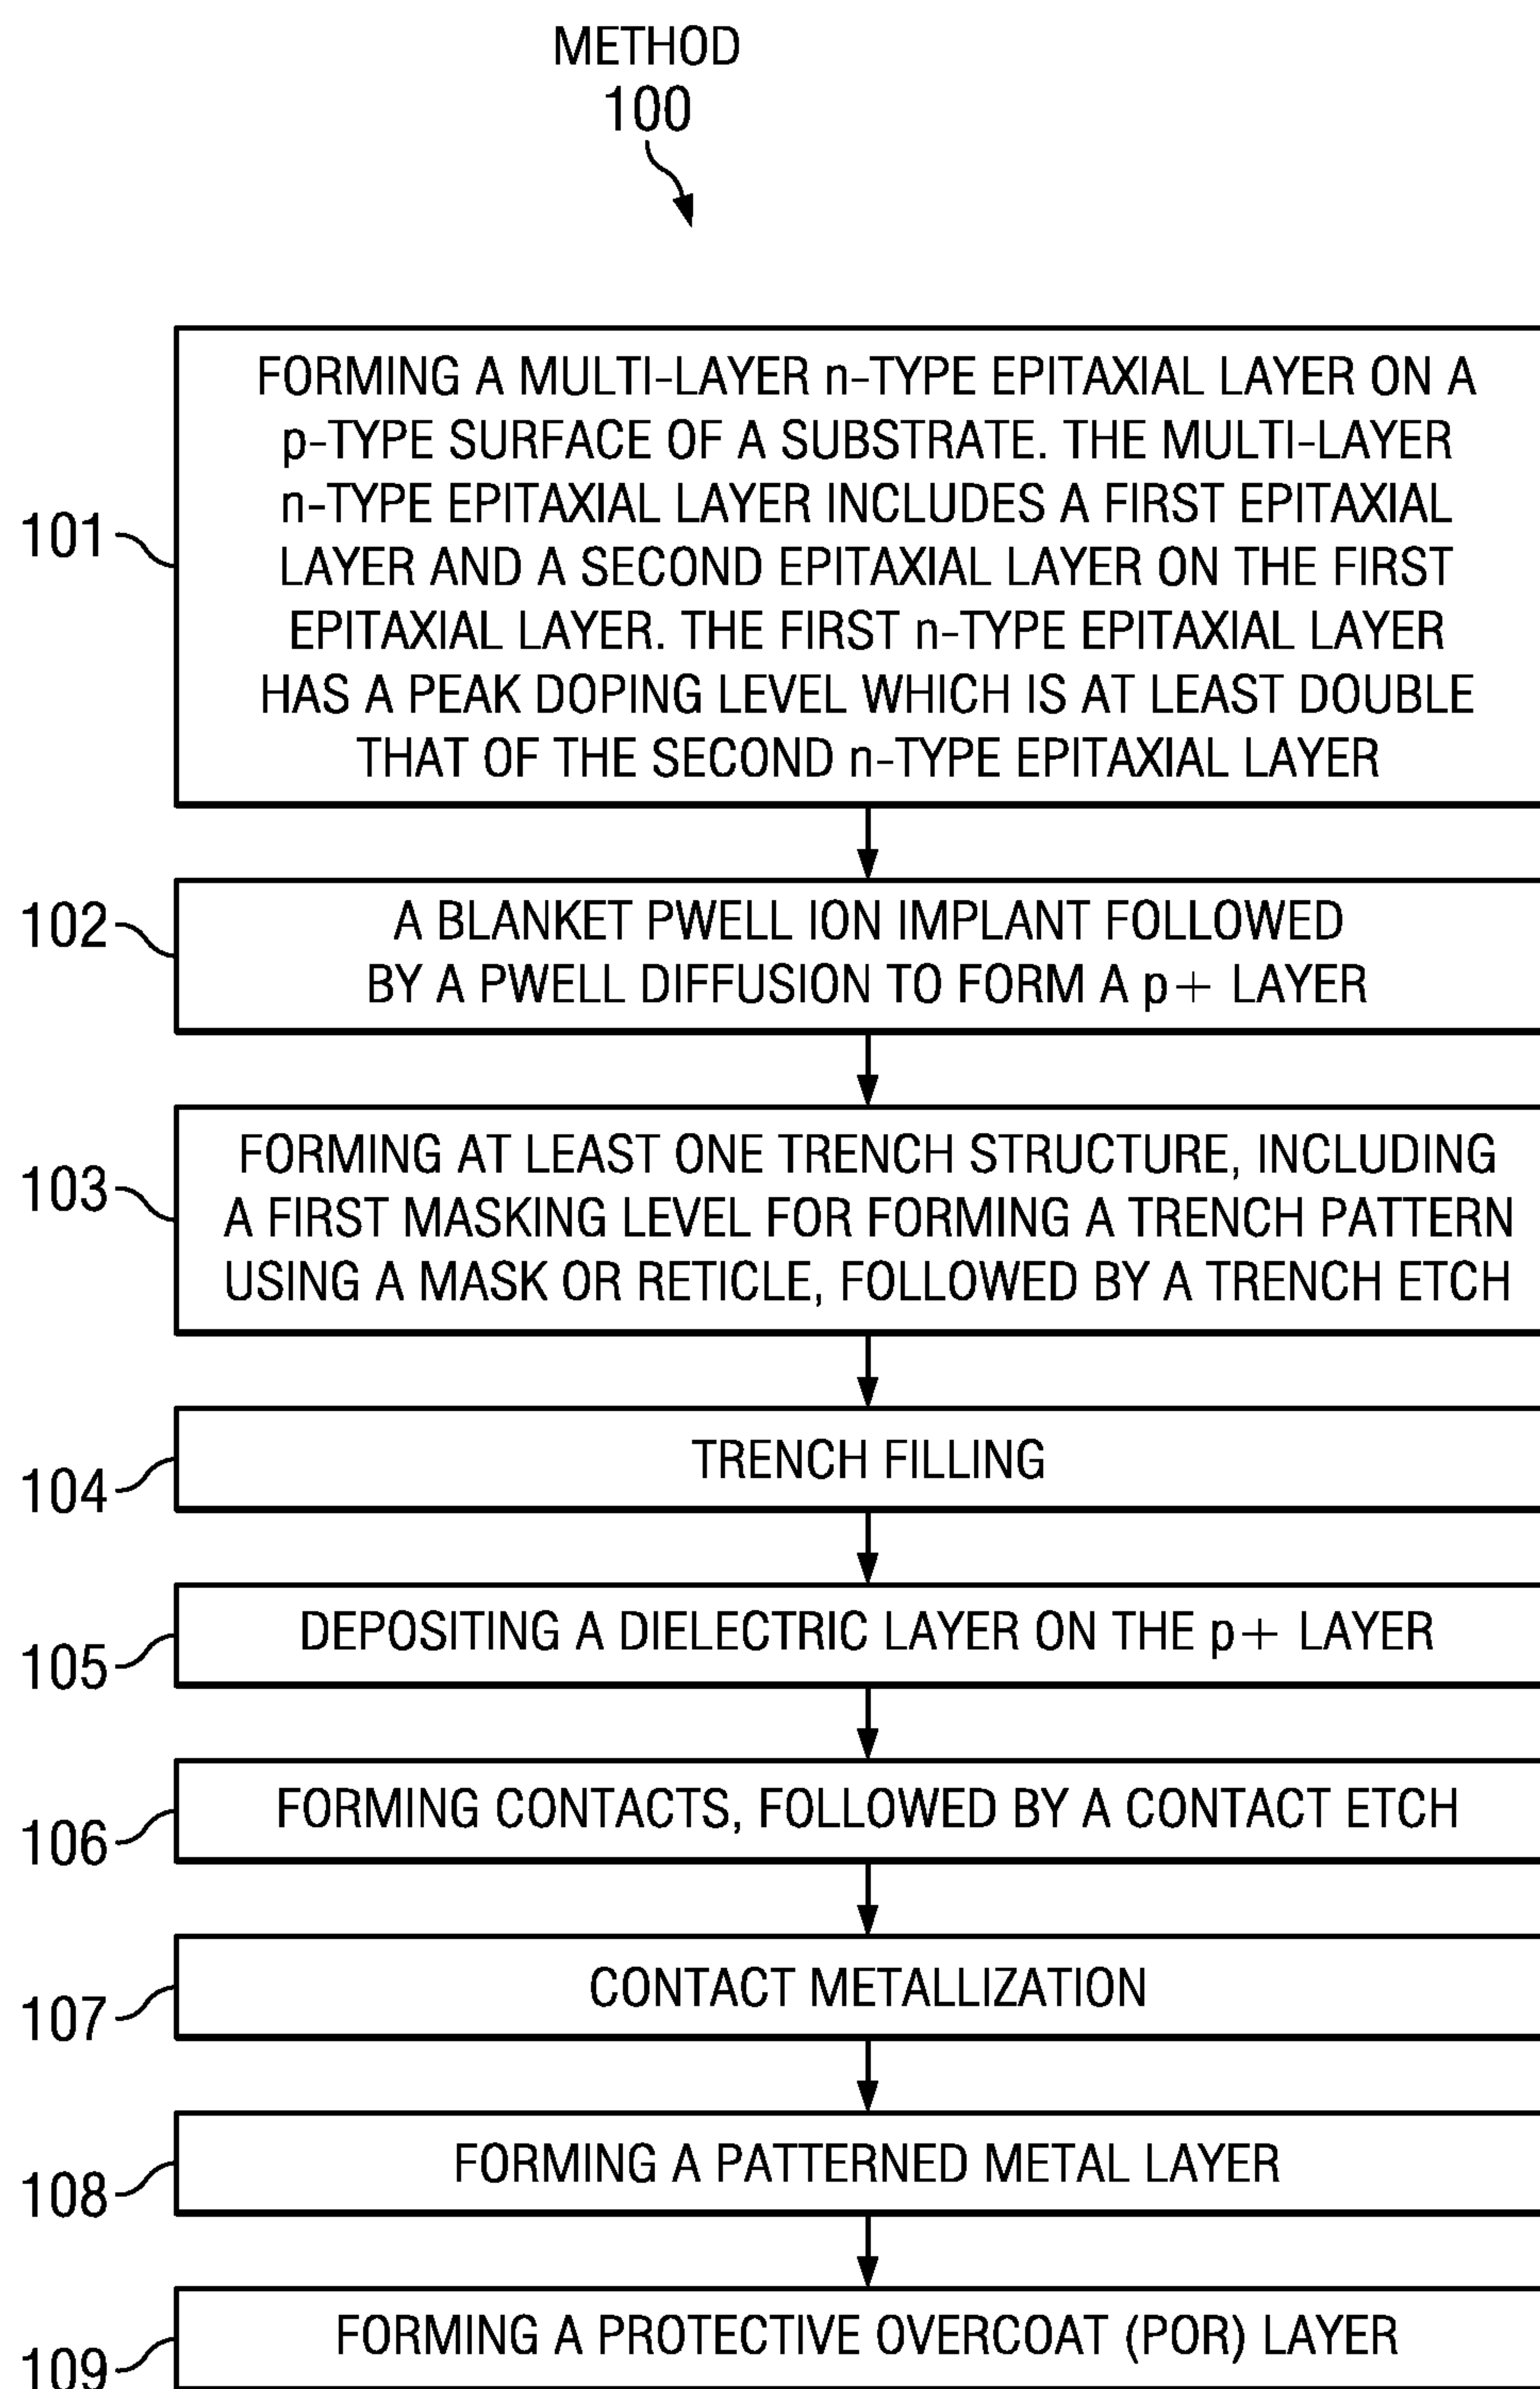 METHOD
100
101
FORMING A MULTI-LAYER n-TYPE EPITAXIAL LAYER ON A
p-TYPE SURFACE OF A SUBSTRATE. THE MULTI-LAYER
n-TYPE EPITAXIAL LAYER INCLUDES A FIRST EPITAXIAL
LAYER AND A SECOND EPITAXIAL LAYER ON THE FIRST
EPITAXIAL LAYER. THE FIRST n-TYPE EPITAXIAL LAYER
HAS A PEAK DOPING LEVEL WHICH IS AT LEAST DOUBLE
THAT OF THE SECOND n-TYPE EPITAXIAL LAYER
102
A BLANKET PWELL ION IMPLANT FOLLOWED
BY A PWELL DIFFUSION TO FORM A p+ LAYER
103
FORMING AT LEAST ONE TRENCH STRUCTURE, INCLUDING
A FIRST MASKING LEVEL FOR FORMING A TRENCH PATTERN
USING A MASK OR RETICLE, FOLLOWED BY A TRENCH ETCH
104
TRENCH FILLING
105
DEPOSITING A DIELECTRIC LAYER ON THE p+ LAYER
106
FORMING CONTACTS, FOLLOWED BY A CONTACT ETCH
107
CONTACT METALLIZATION
108
FORMING A PATTERNED METAL LAYER
109
FORMING A PROTECTIVE OVERCOAT (POR) LAYER